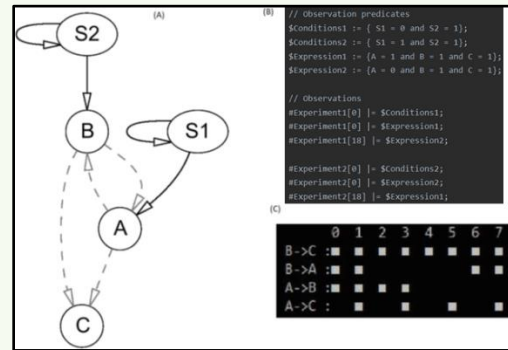 (A)
S2
B
S1
A
C
(B)
// Observation predicates
$Conditions1 := { S1 = 0 and S2 = 1};
$Conditions2 := { S1 = 1 and S2 = 1};
$Expression1 := {A = 1 and B = 1 and C = 1};
$Expression2 := {A = 0 and B = 1 and C = 1};
// Observations
#Experiment1[0] |= $Conditions1;
#Experiment1[0] |= $Expression1;
#Experiment1[18] |= $Expression2;
#Experiment2[0] |= $Conditions2;
#Experiment2[0] |= $Expression2;
#Experiment2[18] |= $Expression1;
(C)
0 1 2 3 4 5 6 7
B->C :
B->A :
A->B :
A->C :